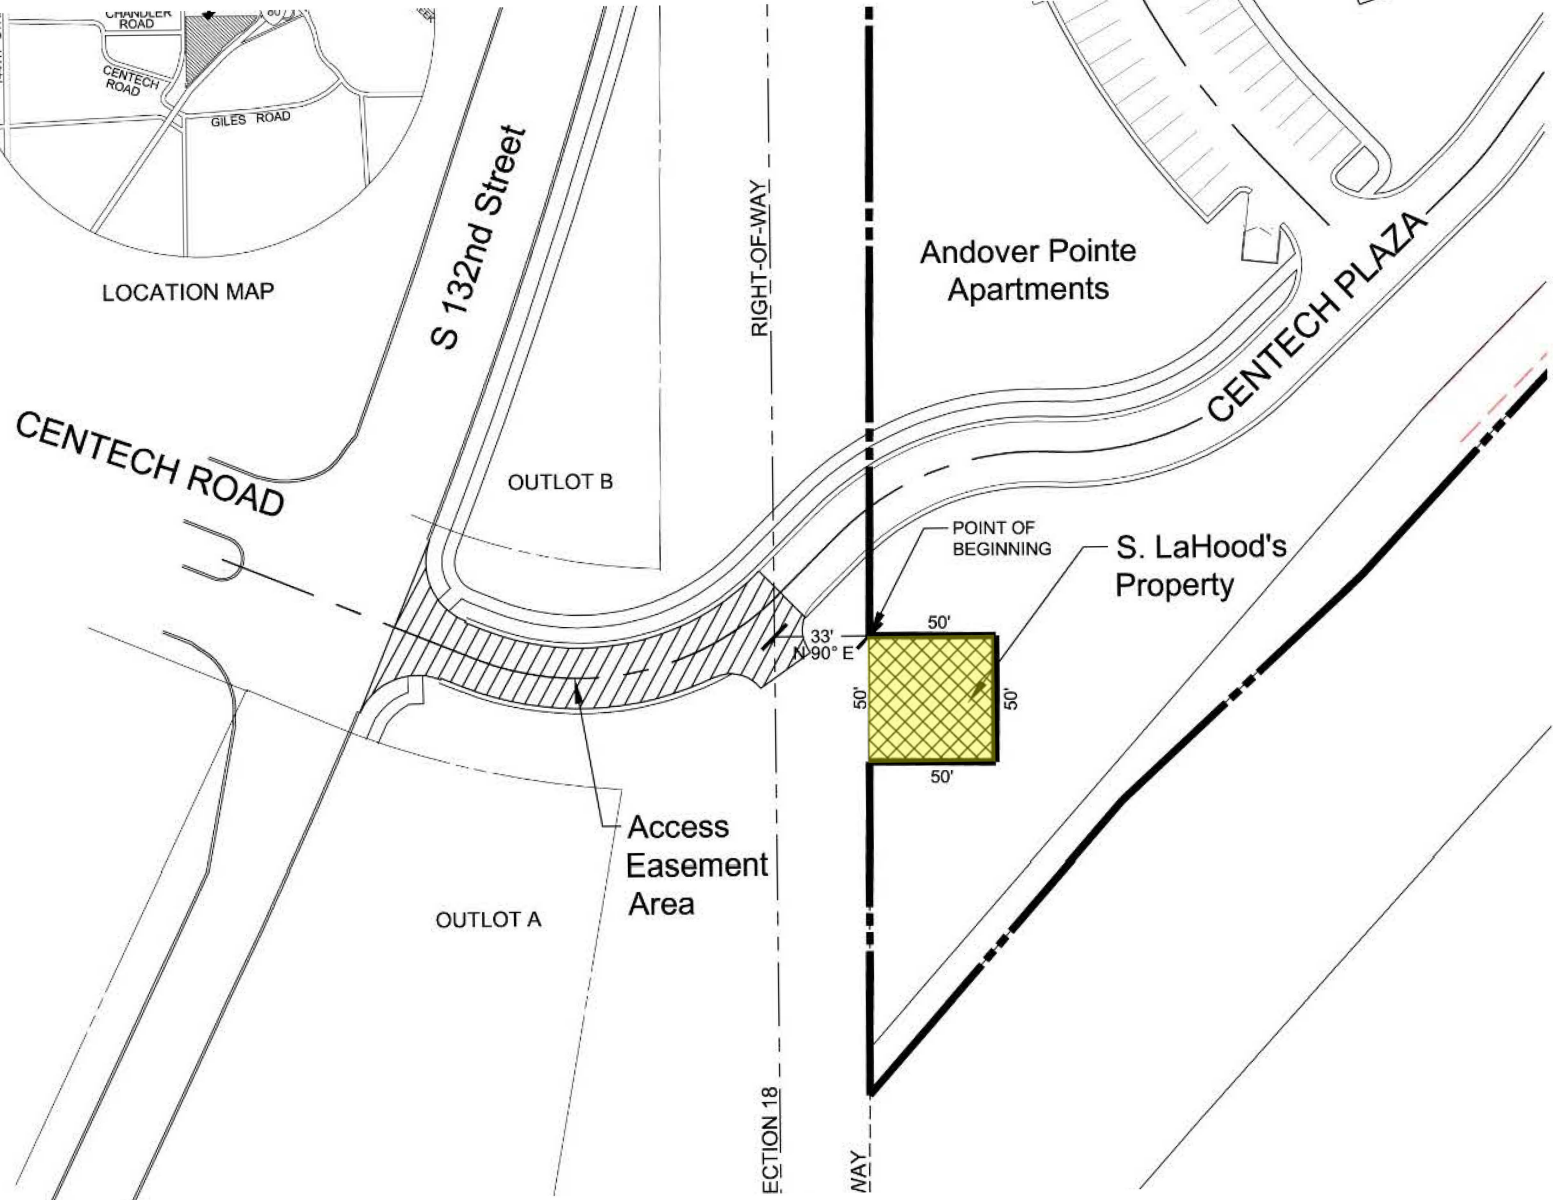 CHANDLER
ROAD
80
CENTECH
ROAD
GILES ROAD
LOCATION MAP
S 132nd Street
RIGHT-OF-WAY
Andover Pointe
Apartments
CENTECH PLAZA
CENTECH ROAD
OUTLOT B
POINT OF
BEGINNING
S. LaHood's
Property
50'
33'
N 90° E
50'
50'
50'
Access
Easement
Area
OUTLOT A
ECTION 18
WAY